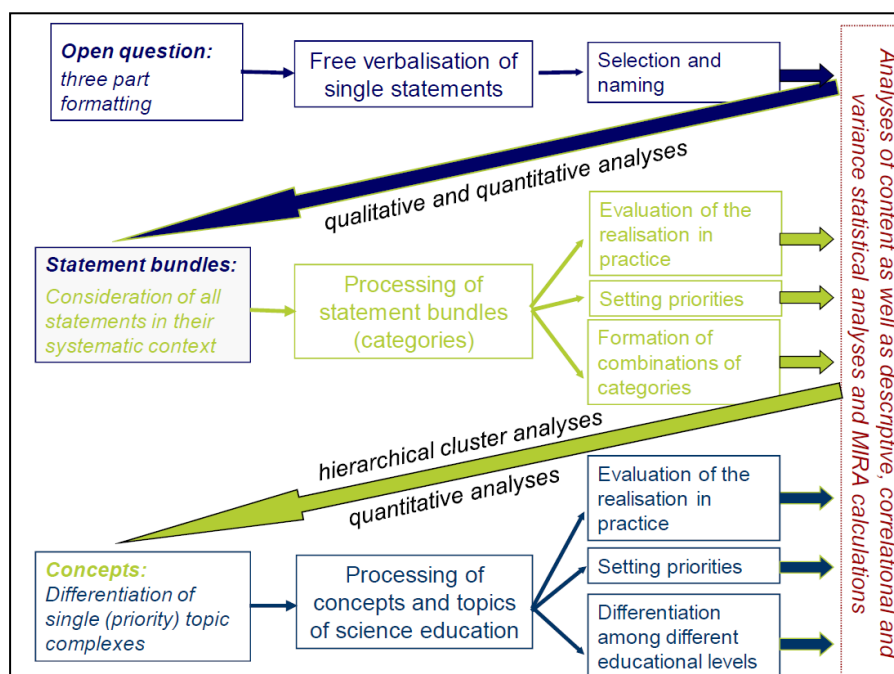 Open question:
three part
formatting
Free verbalisation of
single statements
Selection and
naming
qualitative and quantitative analyses
Statement bundles:
Consideration of all
statements in their
systematic context
Processing of
statement bundles
(categories)
Evaluation of the
realisation in
practice
Setting priorities
Formation of
combinations of
categories
hierarchical cluster analyses
quantitative analyses
Concepts:
Differentiation of
single (priority) topic
complexes
Processing of
concepts and topics
of science education
Evaluation of the
realisation in
practice
Setting priorities
Differentiation
among different
educational levels
Analyses of content as well as descriptive, correlational and
variance statistical analyses and MIRA calculations